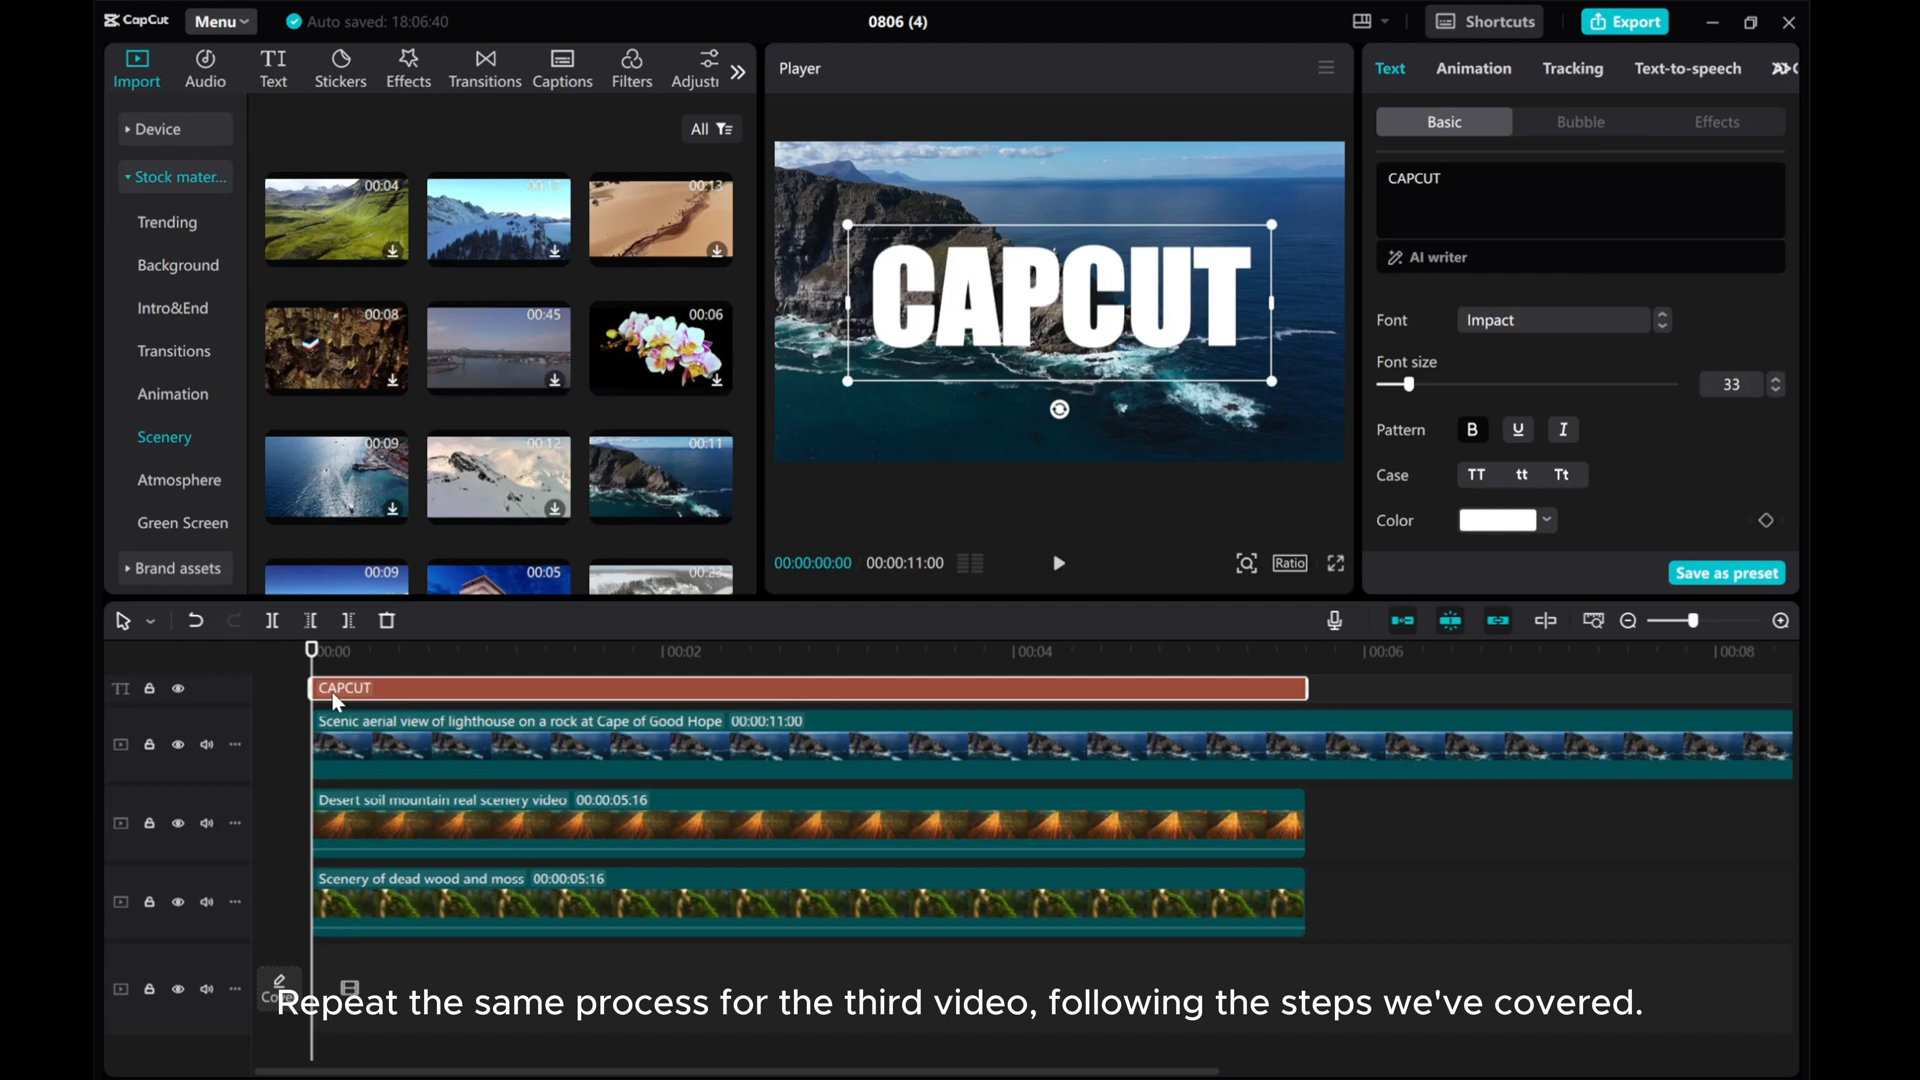 CapCut
Menu
Auto saved: 18:06:40
0806 (4)
Shortcuts
Export
Import
Audio
TI
Text
Stickers
Effects
Transitions
Captions
Filters
Adjustı
Player
Text
Animation
Tracking
Text-to-speech
Basic
Bubble
Effects
Device
Stock mater...
Trending
Background
Intro&End
Transitions
Animation
Scenery
Atmosphere
Green Screen
Brand assets
All
00:04
00:13
00:08
00:45
00:06
00:09
00:12
00:11
00:09
00:05
00:23
CAPCUT
00:00:00:00
00:00:11:00
Ratio
CAPCUT
AI writer
Font
Impact
Font size
33
Pattern
B
U
I
Case
TT
tt
Tt
Color
Save as preset
00:00
00:02
00:04
00:06
00:08
TI
CAPCUT
Scenic aerial view of lighthouse on a rock at Cape of Good Hope 00:00:11:00
Desert soil mountain real scenery video 00:00:05:16
Scenery of dead wood and moss 00:00:05:16
Repeat the same process for the third video, following the steps we've covered.